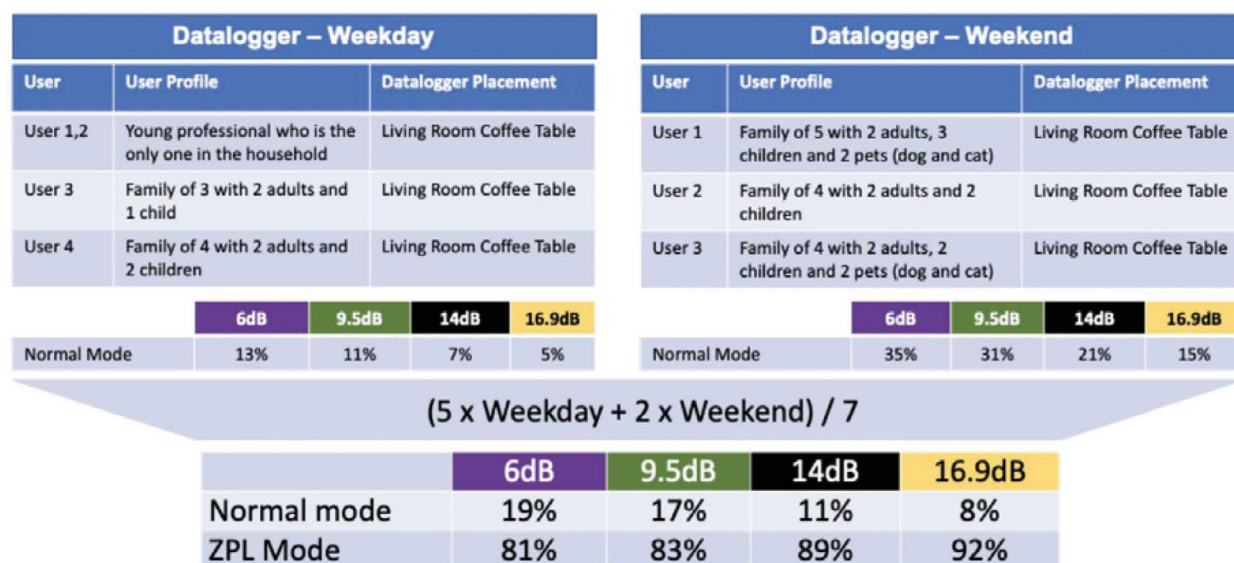 Datalogger – Weekday
User User Profile Datalogger Placement
User 1,2 Young professional who is the Living Room Coffee Table
only one in the household
User 3 Family of 3 with 2 adults and Living Room Coffee Table
1 child
User 4 Family of 4 with 2 adults and Living Room Coffee Table
2 children
6dB 9.5dB 14dB 16.9dB
Normal Mode 13% 11% 7% 5%
Datalogger – Weekend
User User Profile Datalogger Placement
User 1 Family of 5 with 2 adults, 3 Living Room Coffee Table
children and 2 pets (dog and cat)
User 2 Family of 4 with 2 adults and 2 Living Room Coffee Table
children
User 3 Family of 4 with 2 adults, 2 Living Room Coffee Table
children and 2 pets (dog and cat)
6dB 9.5dB 14dB 16.9dB
Normal Mode 35% 31% 21% 15%
(5 x Weekday + 2 x Weekend) / 7
6dB 9.5dB 14dB 16.9dB
Normal mode 19% 17% 11% 8%
ZPL Mode 81% 83% 89% 92%